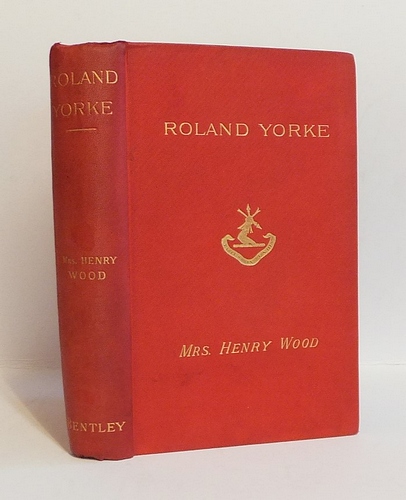 ROLAND
YORKE
MRS. HENRY
WOOD
BENTLEY
ROLAND YORKE
MRS. HENRY WOOD